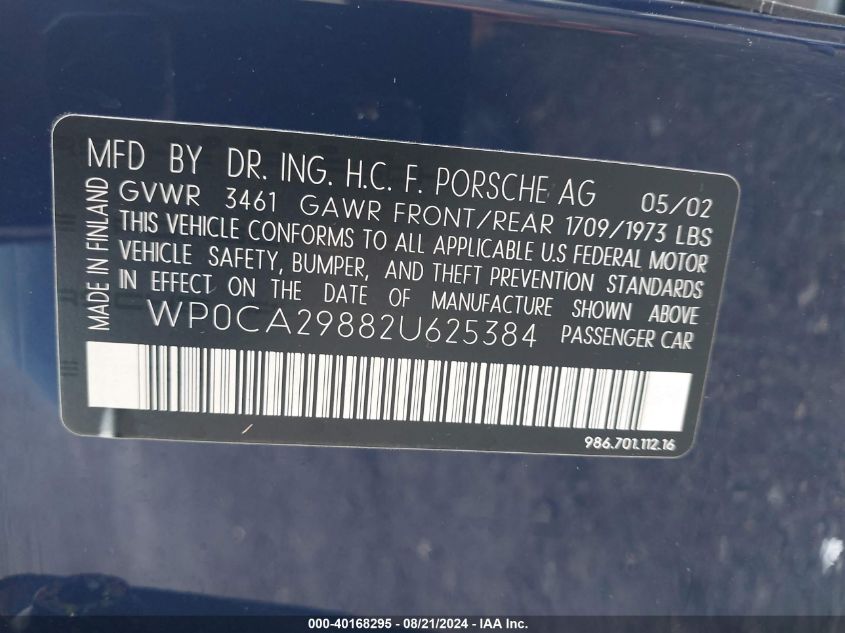 MFD BY DR. ING. H.C. F. PORSCHE AG 05/02
GVWR 3461 GAWR FRONT/REAR 1709/1973 LBS
THIS VEHICLE CONFORMS TO ALL APPLICABLE U.S FEDERAL MOTOR
VEHICLE SAFETY, BUMPER, AND THEFT PREVENTION STANDARDS
IN EFFECT ON THE DATE OF MANUFACTURE SHOWN ABOVE
MADE IN FINLAND
WP0CA29882U625384 PASSENGER CAR
986.701.112.16
000-40168295 - 08/21/2024 - IAA Inc.